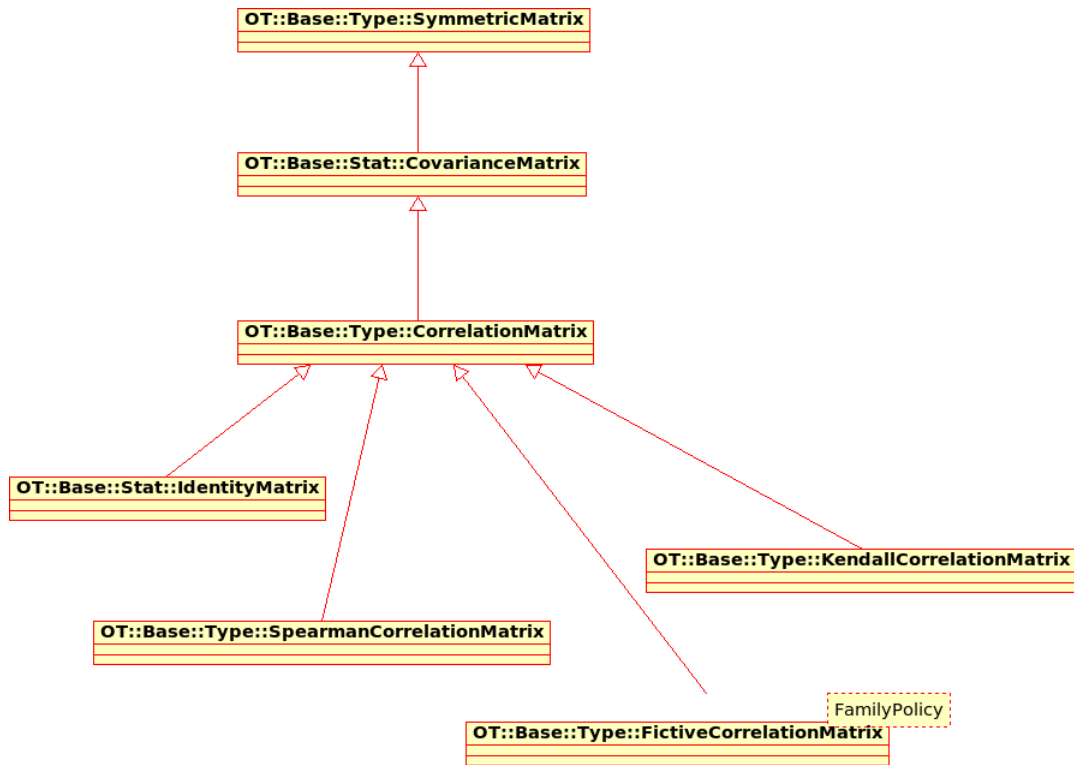 OT::Base::Type::SymmetricMatrix
OT::Base::Stat::CovarianceMatrix
OT::Base::Type::CorrelationMatrix
OT::Base::Stat::IdentityMatrix
OT::Base::Type::KendallCorrelationMatrix
OT::Base::Type::SpearmanCorrelationMatrix
FamilyPolicy
OT::Base::Type::FictiveCorrelationMatrix